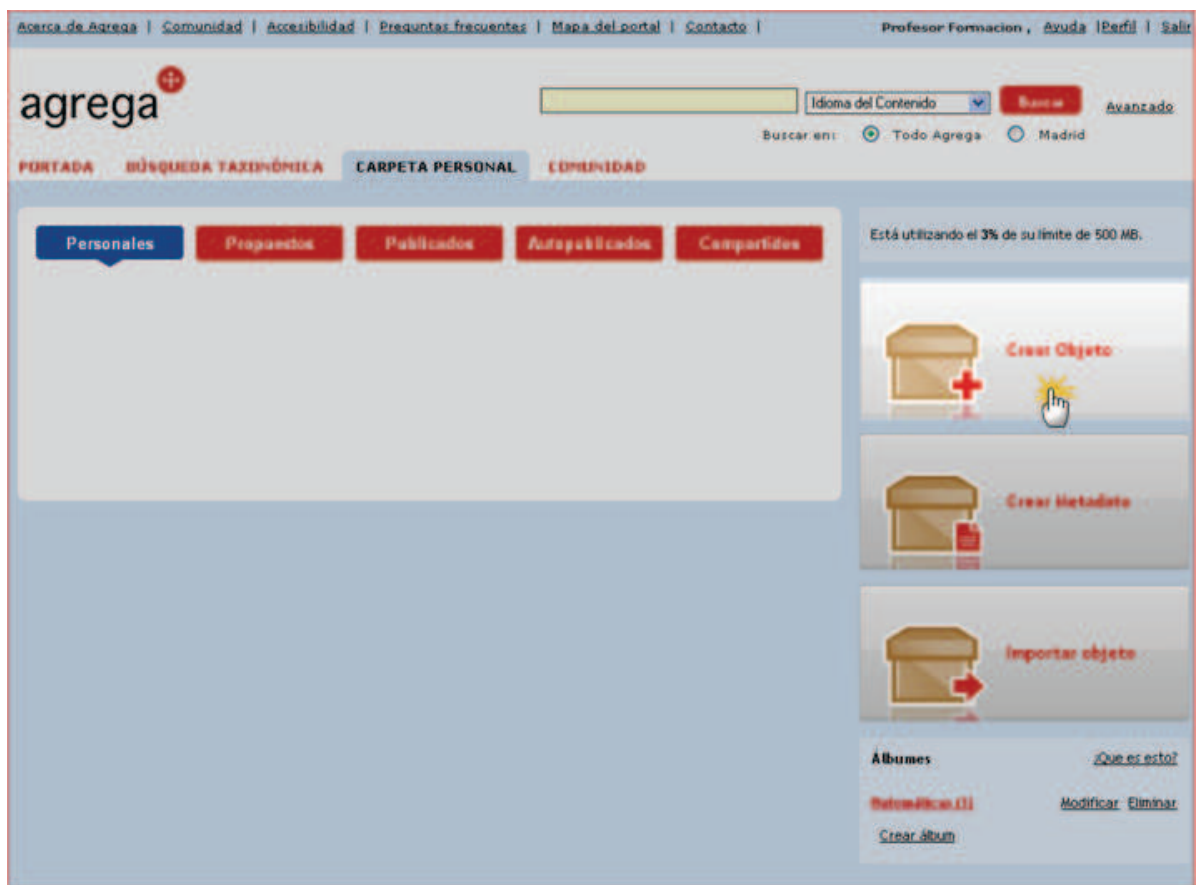 Acerca de Agrega | Comunidad | Accesibilidad | Preguntas frecuentes | Mapa del portal | Contacto |
Profesor Formacion , Ayuda |Perfil | Salir
agrega
Idioma del Contenido
Buscar
Avanzado
Buscar en: Todo Agrega Madrid
PORTADA BÚSQUEDA TAXONÓMICA CARPETA PERSONAL COMUNIDAD
Personales Propuestos Publicados Autopublicados Compartidos
Está utilizando el 3% de su límite de 500 MB.
Crear Objeto
Crear Metadato
Importar objeto
Álbumes ¿Que es esto?
Matemáticas (1) Modificar Eliminar
Crear álbum